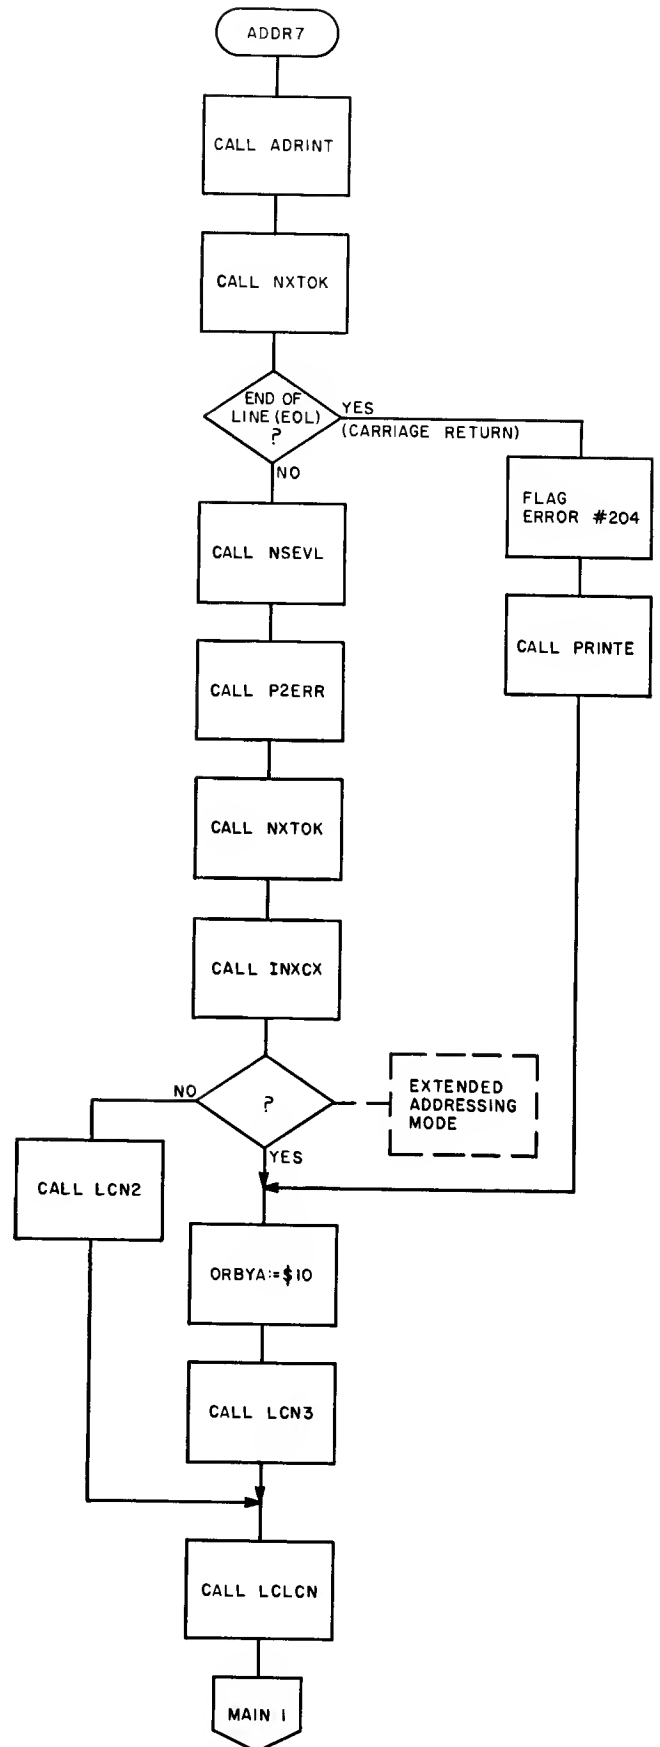 ADDR7
CALL ADRINT
CALL NXTOK
END OF
LINE (EOL)
?
YES
(CARRIAGE RETURN)
NO
FLAG
ERROR #204
CALL NSEVL
CALL PRINTE
CALL P2ERR
CALL NXTOK
CALL INXCX
?
EXTENDED
ADDRESSING
MODE
NO
YES
CALL LCN2
ORBYA:=$10
CALL LCN3
CALL LCLCN
MAIN 1